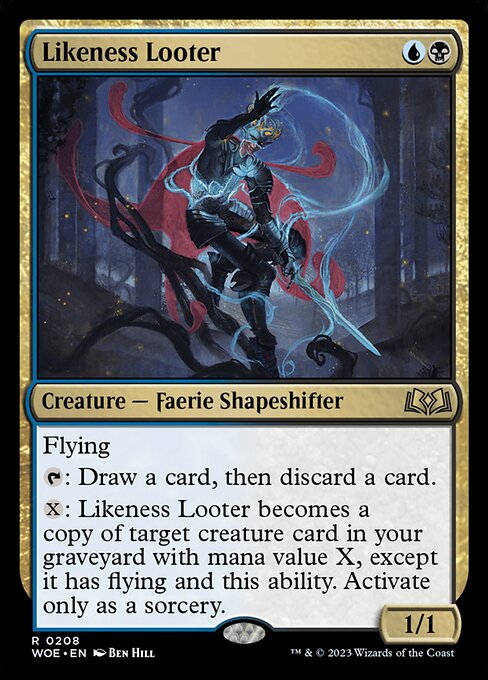 Likeness Looter
Creature — Faerie Shapeshifter
Flying
: Draw a card, then discard a card.
X: Likeness Looter becomes a
copy of target creature card in your
graveyard with mana value X, except
it has flying and this ability. Activate
only as a sorcery.
1/1
R 0208
WOE • EN Ben Hill
™ & © 2023 Wizards of the Coast